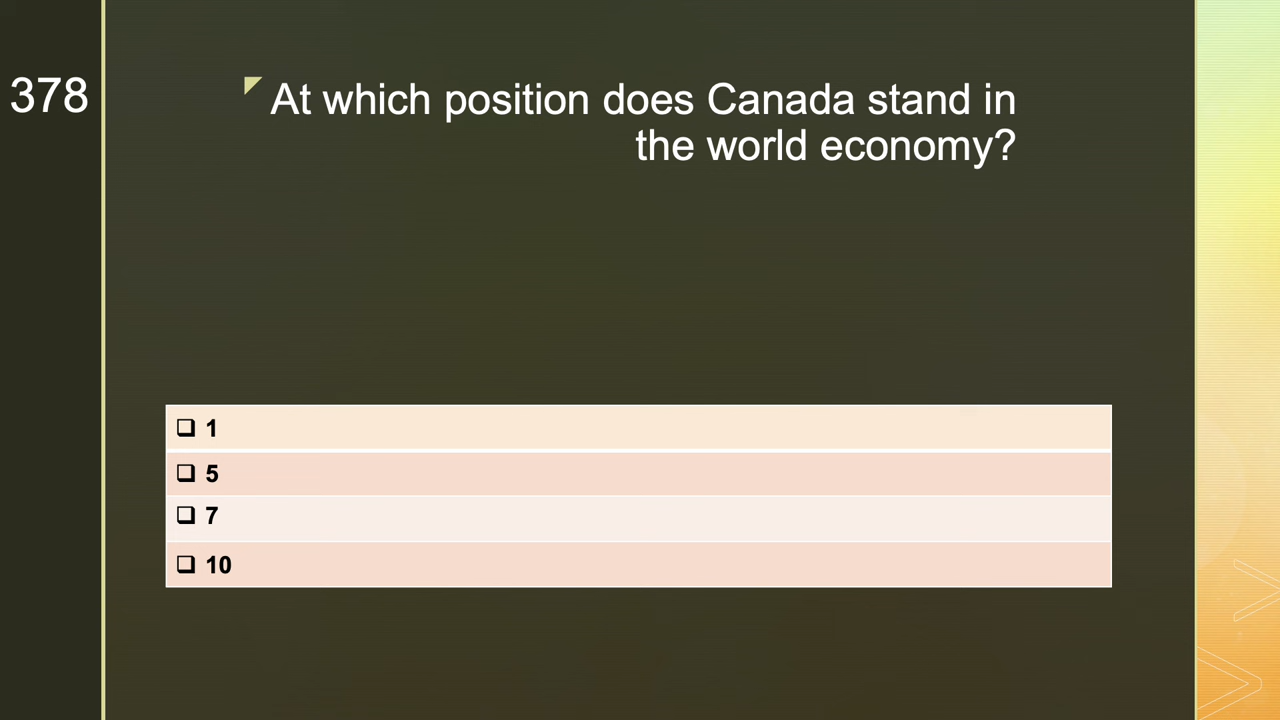 378
At which position does Canada stand in
the world economy?
❑ 1
❑ 5
❑ 7
❑ 10